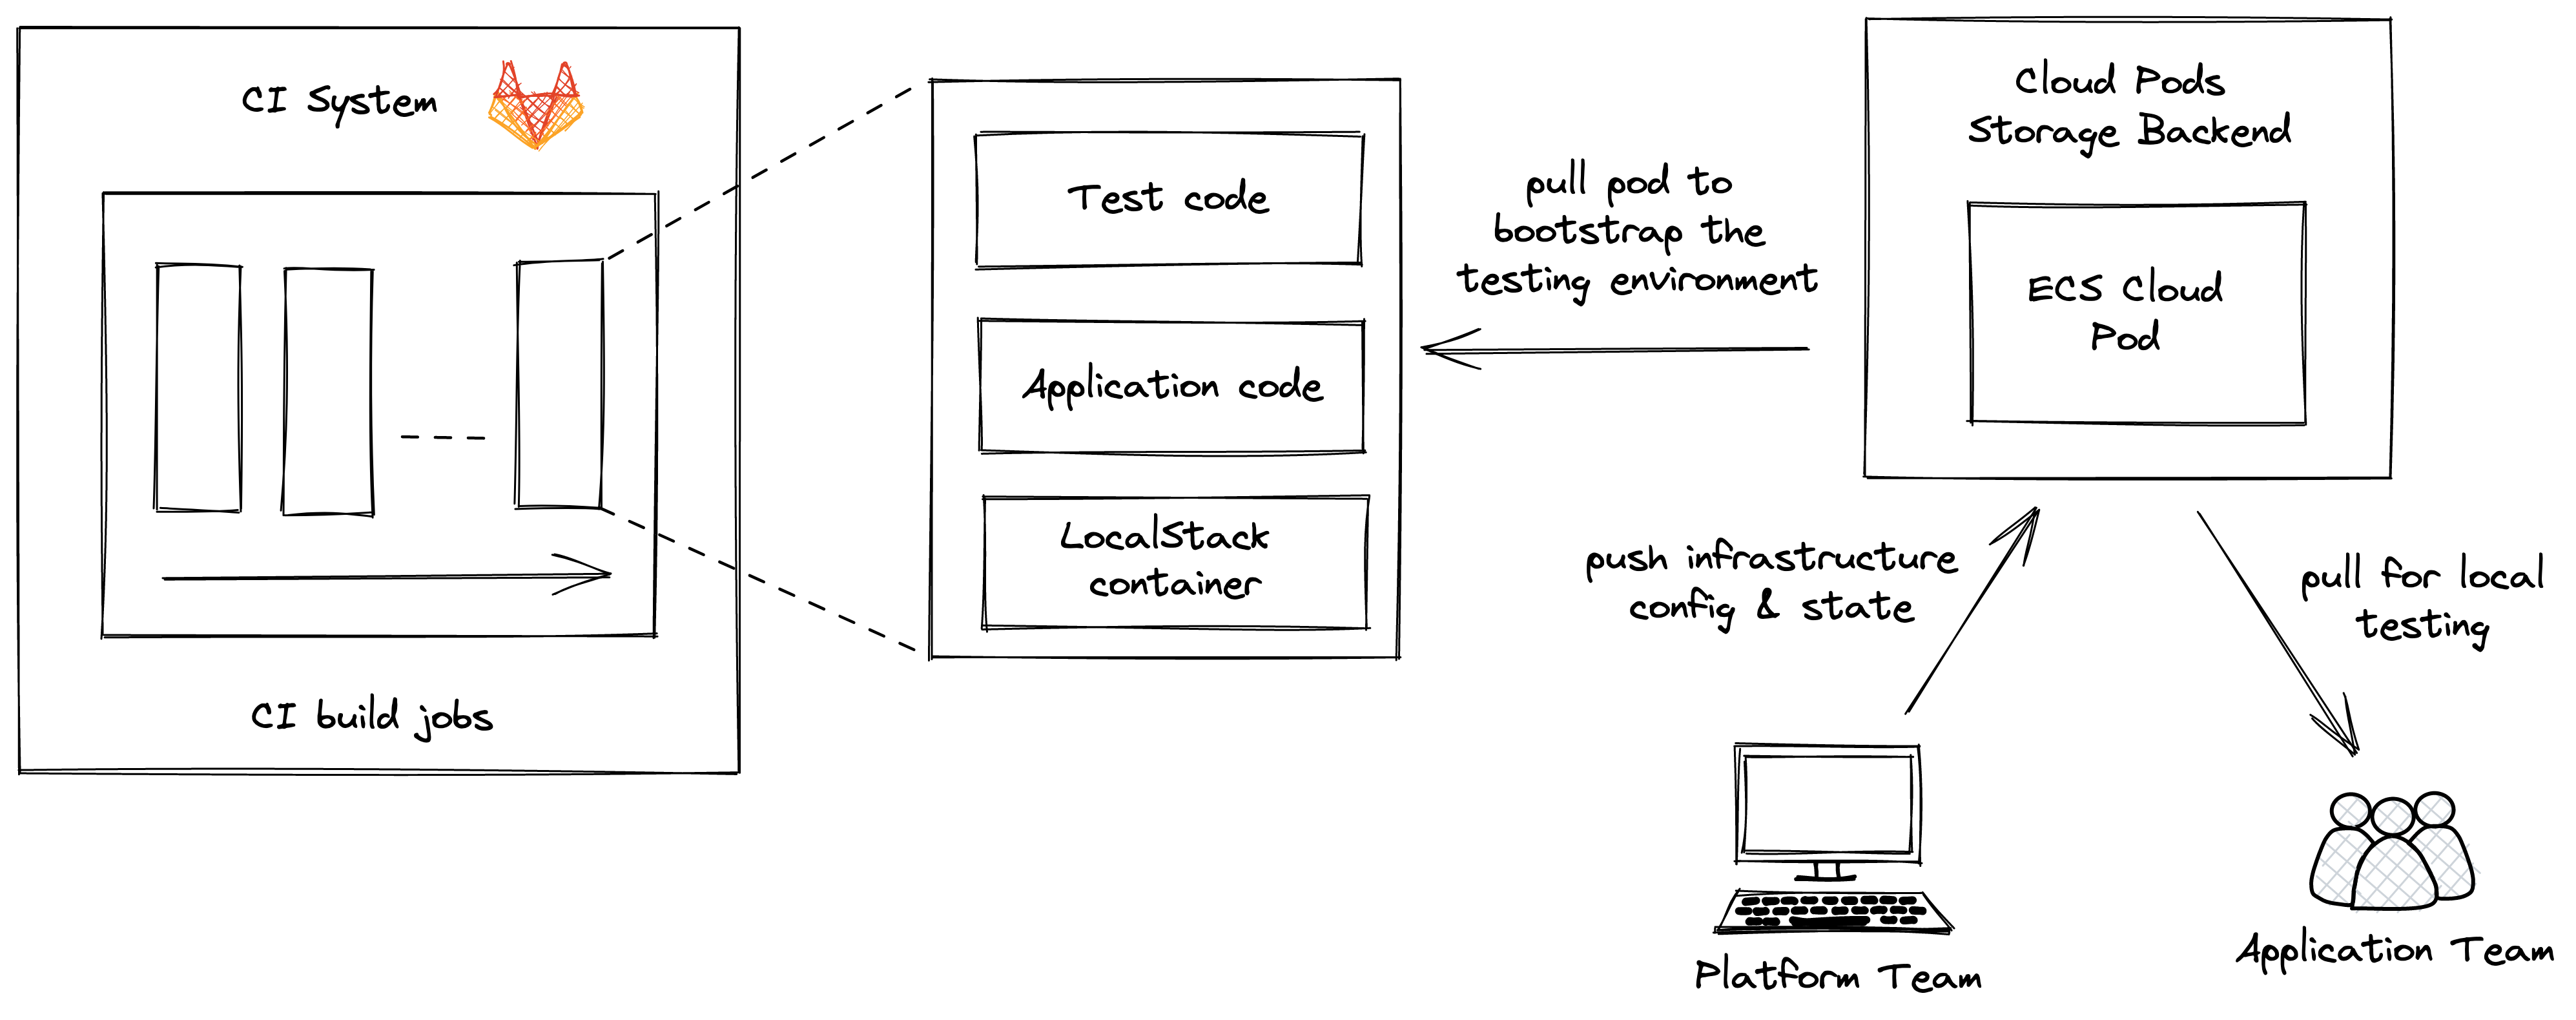 CI System
CI build jobs
Test code
Application code
LocalStack
container
pull pod to
bootstrap the
testing environment
Cloud Pods
Storage Backend
ECS Cloud
Pod
push infrastructure
config & state
pull for local
testing
Platform Team
Application Team